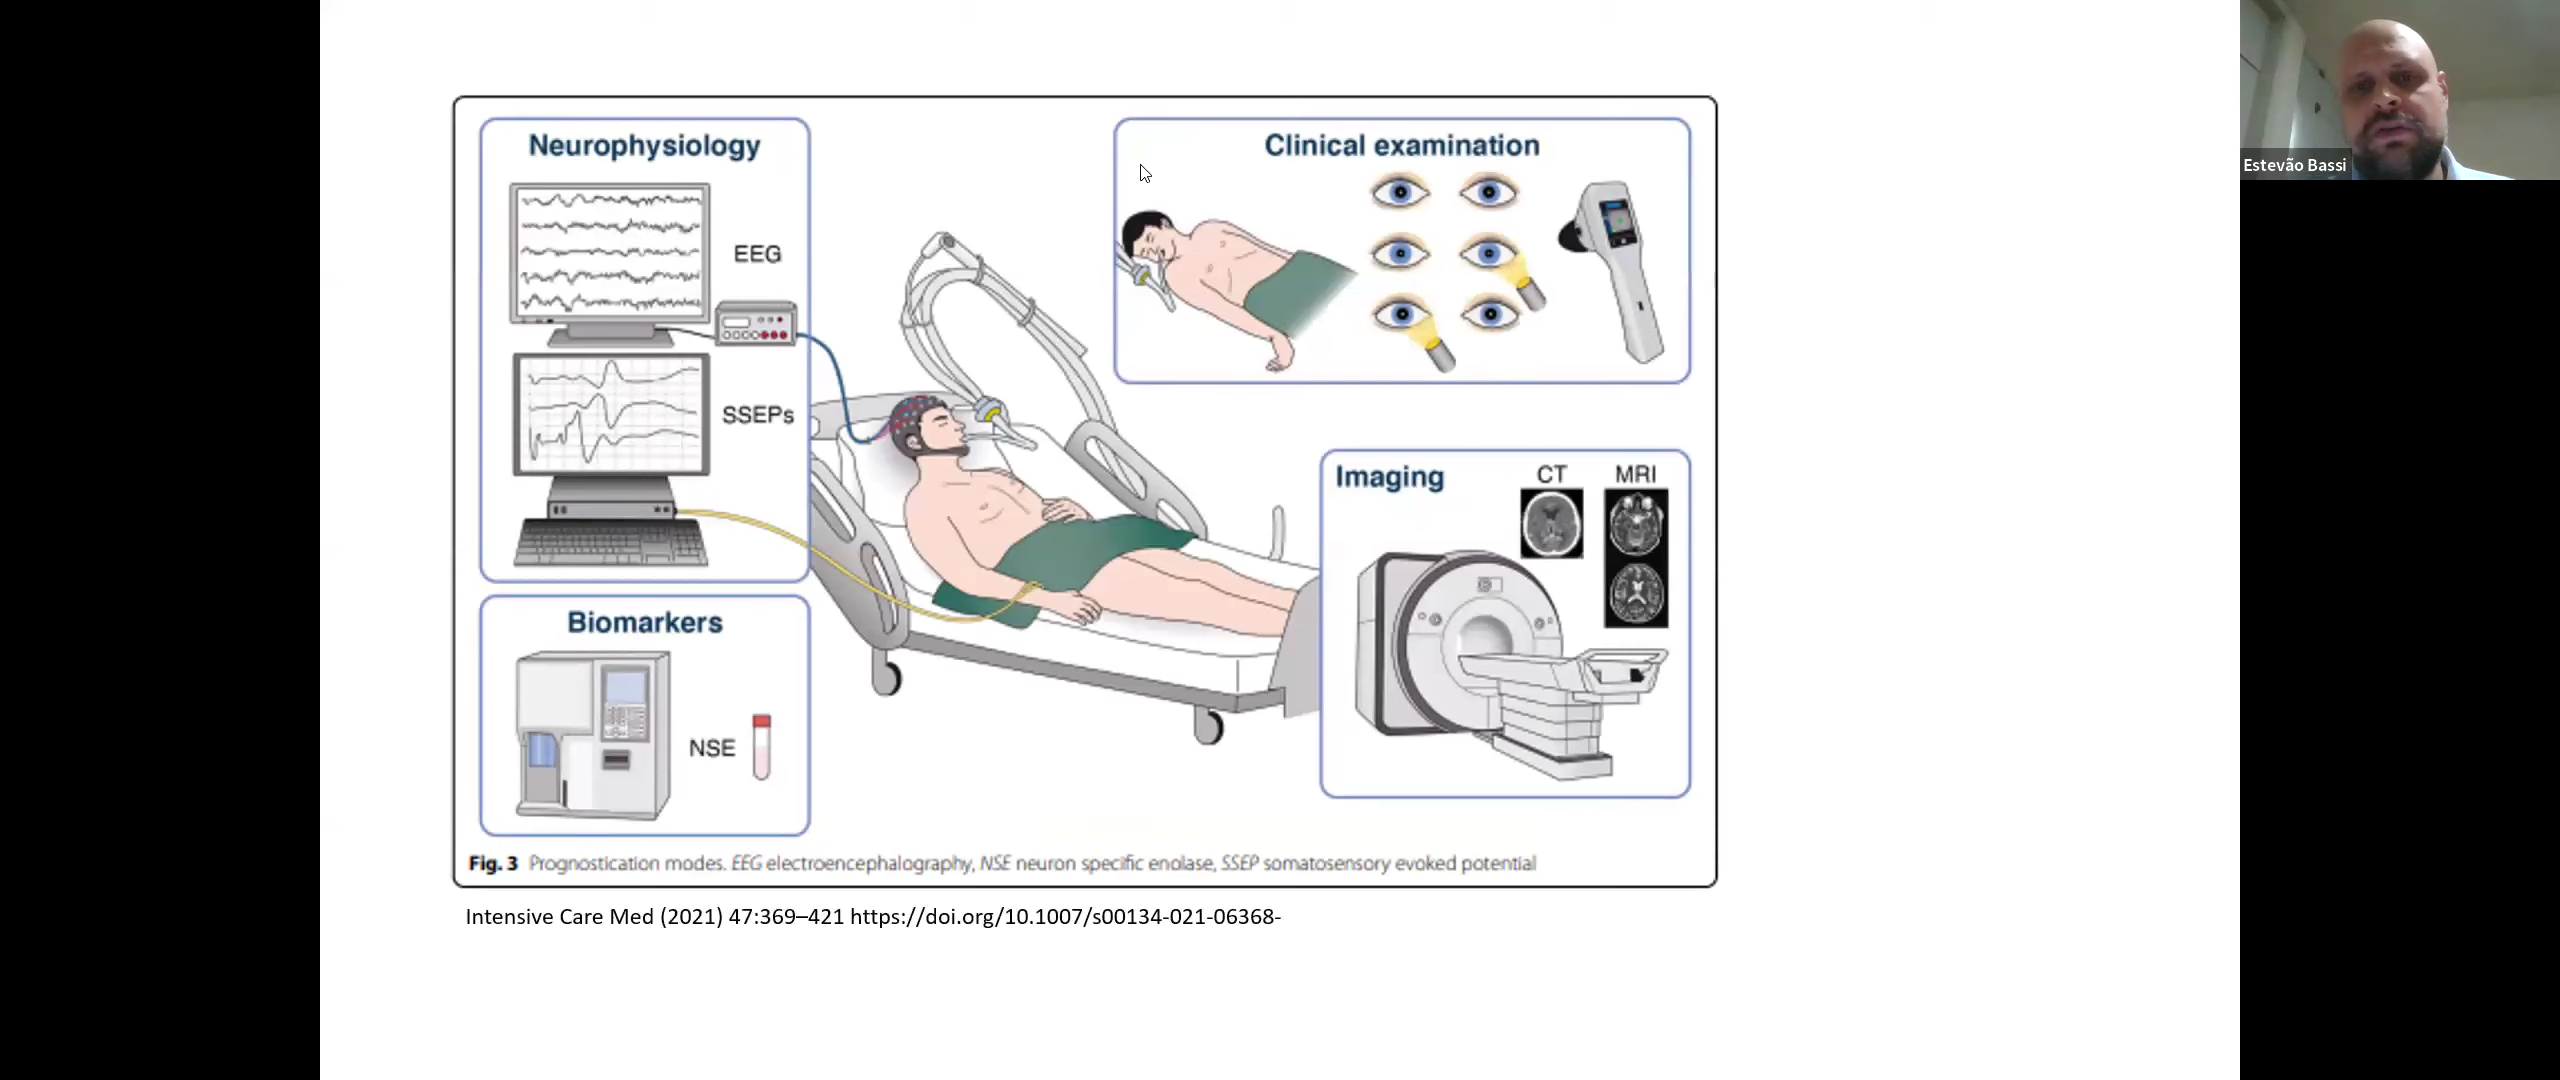 Neurophysiology
EEG
SSEPs
Biomarkers
NSE
Clinical examination
Imaging
CT
MRI
Fig. 3 Prognostication modes. EEG electroencephalography, NSE neuron specific enolase, SSEP somatosensory evoked potential
Intensive Care Med (2021) 47:369–421 https://doi.org/10.1007/s00134-021-06368-
Estevão Bassi